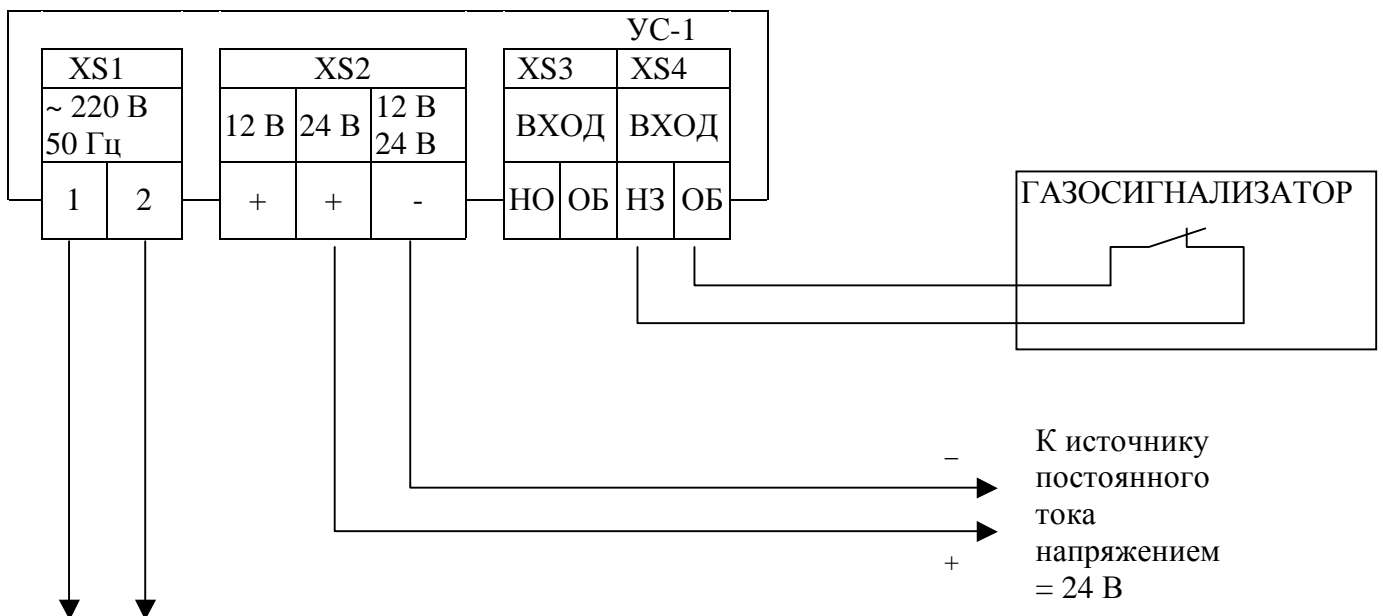 УС-1
XS1
XS2
XS3
XS4
~ 220 В
50 Гц
12 В
24 В
12 В
24 В
ВХОД
ВХОД
1
2
+
+
-
НО
ОБ
НЗ
ОБ
ГАЗОСИГНАЛИЗАТОР
–
+
К источнику
постоянного
тока
напряжением
= 24 В